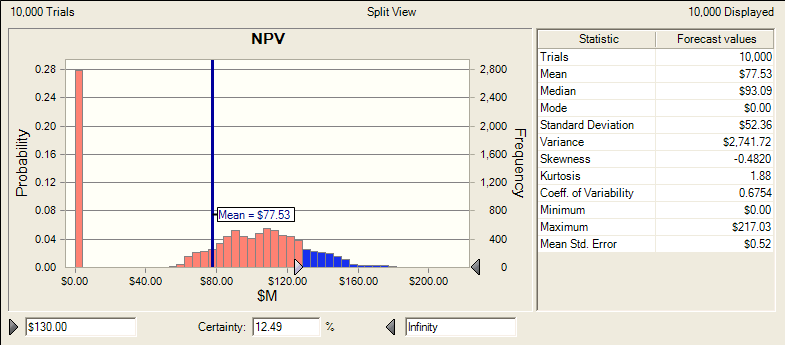 10,000 Trials Split View 10,000 Displayed
NPV
0.28
0.24
0.20
0.16
0.12
0.08
0.04
0.00
Probability
2,800
2,400
2,000
1,600
1,200
800
400
0
Frequency
Mean = $77.53
$0.00 $40.00 $80.00 $120.00 $160.00 $200.00
$M
Statistic Forecast values
Trials 10,000
Mean $77.53
Median $93.09
Mode $0.00
Standard Deviation $52.36
Variance $2,741.72
Skewness -0.4820
Kurtosis 1.88
Coeff. of Variability 0.6754
Minimum $0.00
Maximum $217.03
Mean Std. Error $0.52
$130.00 Certainty: 12.49 % Infinity